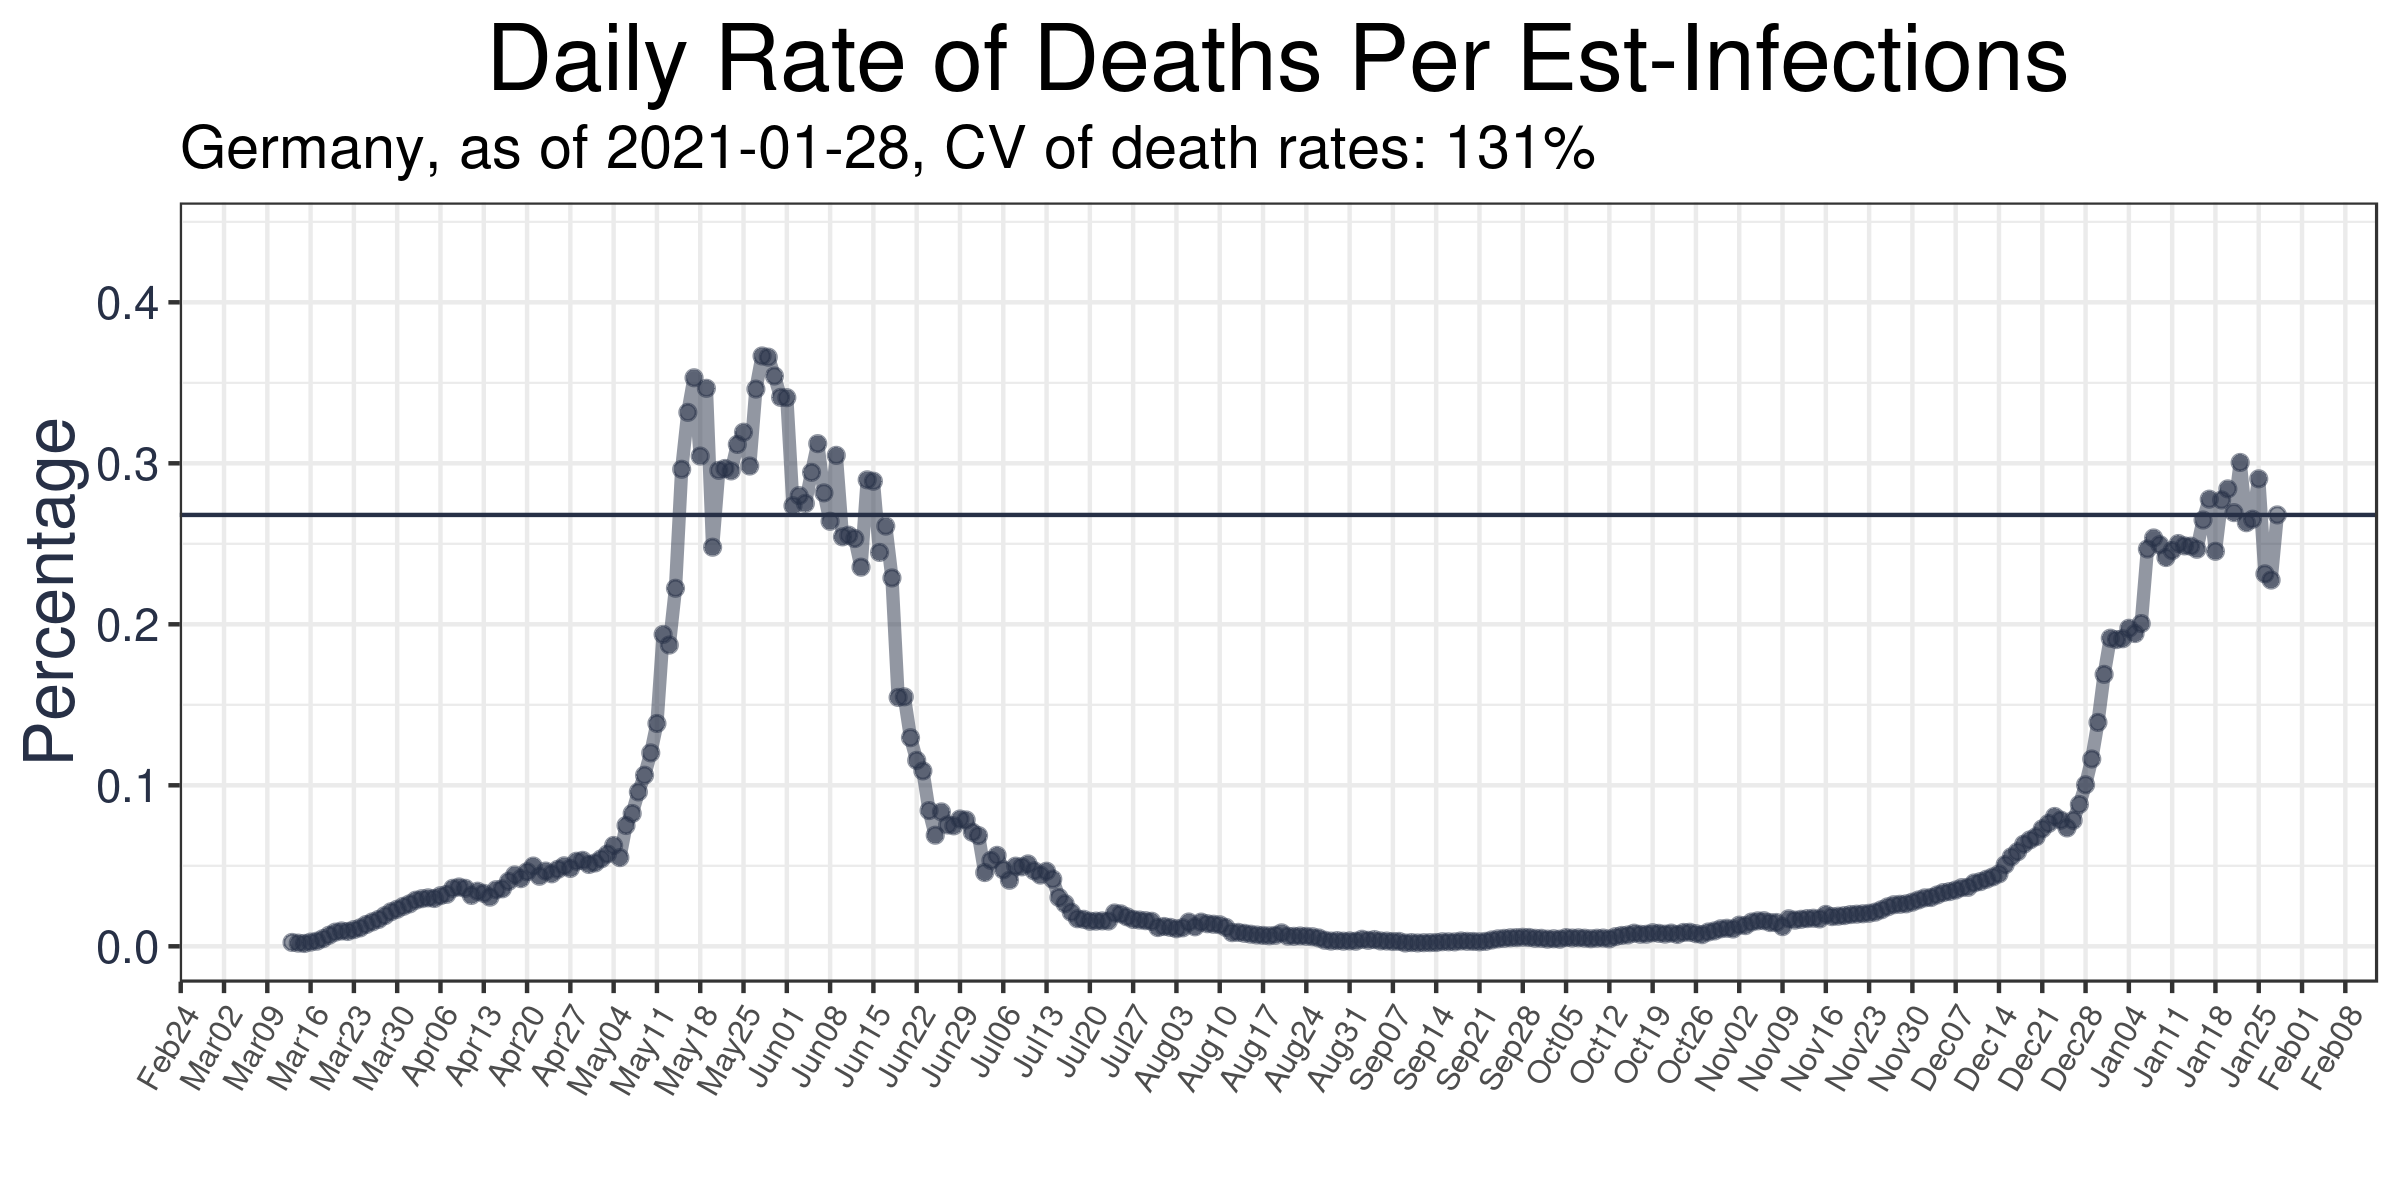 Daily Rate of Deaths Per Est-Infections
Germany, as of 2021-01-28, CV of death rates: 131%
Percentage
0.4
0.3
0.2
0.1
0.0
Feb24
Mar02
Mar09
Mar16
Mar23
Mar30
Apr06
Apr13
Apr20
Apr27
May04
May11
May18
May25
Jun01
Jun08
Jun15
Jun22
Jun29
Jul06
Jul13
Jul20
Jul27
Aug03
Aug10
Aug17
Aug24
Aug31
Sep07
Sep14
Sep21
Sep28
Oct05
Oct12
Oct19
Oct26
Nov02
Nov09
Nov16
Nov23
Nov30
Dec07
Dec14
Dec21
Dec28
Jan04
Jan11
Jan18
Jan25
Feb01
Feb08